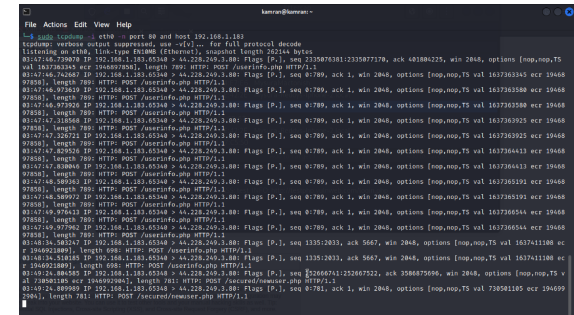 kamran@kamran: ~
File Actions Edit View Help
└─$ sudo tcpdump -i eth0 -n port 80 and host 192.168.1.183
tcpdump: verbose output suppressed, use -v[v]... for full protocol decode
listening on eth0, link-type EN10MB (Ethernet), snapshot length 262144 bytes
03:47:46.739070 IP 192.168.1.183.65340 > 44.228.249.3.80: Flags [P.], seq 2335076381:2335077170, ack 401804225, win 2048, options [nop,nop,TS
val 1637363345 ecr 1946897858], length 789: HTTP: POST /userinfo.php HTTP/1.1
03:47:46.742687 IP 192.168.1.183.65340 > 44.228.249.3.80: Flags [P.], seq 0:789, ack 1, win 2048, options [nop,nop,TS val 1637363345 ecr 19468
97858], length 789: HTTP: POST /userinfo.php HTTP/1.1
03:47:46.973619 IP 192.168.1.183.65340 > 44.228.249.3.80: Flags [P.], seq 0:789, ack 1, win 2048, options [nop,nop,TS val 1637363580 ecr 19468
97858], length 789: HTTP: POST /userinfo.php HTTP/1.1
03:47:46.973926 IP 192.168.1.183.65340 > 44.228.249.3.80: Flags [P.], seq 0:789, ack 1, win 2048, options [nop,nop,TS val 1637363580 ecr 19468
97858], length 789: HTTP: POST /userinfo.php HTTP/1.1
03:47:47.318568 IP 192.168.1.183.65340 > 44.228.249.3.80: Flags [P.], seq 0:789, ack 1, win 2048, options [nop,nop,TS val 1637363925 ecr 19468
97858], length 789: HTTP: POST /userinfo.php HTTP/1.1
03:47:47.326721 IP 192.168.1.183.65340 > 44.228.249.3.80: Flags [P.], seq 0:789, ack 1, win 2048, options [nop,nop,TS val 1637363925 ecr 19468
97858], length 789: HTTP: POST /userinfo.php HTTP/1.1
03:47:47.829526 IP 192.168.1.183.65340 > 44.228.249.3.80: Flags [P.], seq 0:789, ack 1, win 2048, options [nop,nop,TS val 1637364413 ecr 19468
97858], length 789: HTTP: POST /userinfo.php HTTP/1.1
03:47:47.830046 IP 192.168.1.183.65340 > 44.228.249.3.80: Flags [P.], seq 0:789, ack 1, win 2048, options [nop,nop,TS val 1637364413 ecr 19468
97858], length 789: HTTP: POST /userinfo.php HTTP/1.1
03:47:48.589363 IP 192.168.1.183.65340 > 44.228.249.3.80: Flags [P.], seq 0:789, ack 1, win 2048, options [nop,nop,TS val 1637365191 ecr 19468
97858], length 789: HTTP: POST /userinfo.php HTTP/1.1
03:47:48.589972 IP 192.168.1.183.65340 > 44.228.249.3.80: Flags [P.], seq 0:789, ack 1, win 2048, options [nop,nop,TS val 1637365191 ecr 19468
97858], length 789: HTTP: POST /userinfo.php HTTP/1.1
03:47:49.976413 IP 192.168.1.183.65340 > 44.228.249.3.80: Flags [P.], seq 0:789, ack 1, win 2048, options [nop,nop,TS val 1637366544 ecr 19468
97858], length 789: HTTP: POST /userinfo.php HTTP/1.1
03:47:49.977962 IP 192.168.1.183.65340 > 44.228.249.3.80: Flags [P.], seq 0:789, ack 1, win 2048, options [nop,nop,TS val 1637366544 ecr 19468
97858], length 789: HTTP: POST /userinfo.php HTTP/1.1
03:48:34.503247 IP 192.168.1.183.65340 > 44.228.249.3.80: Flags [P.], seq 1335:2033, ack 5667, win 2048, options [nop,nop,TS val 1637411108 ec
r 1946921809], length 698: HTTP: POST /userinfo.php HTTP/1.1
03:48:34.510185 IP 192.168.1.183.65340 > 44.228.249.3.80: Flags [P.], seq 1335:2033, ack 5667, win 2048, options [nop,nop,TS val 1637411108 ec
r 1946921809], length 698: HTTP: POST /userinfo.php HTTP/1.1
03:49:24.804585 IP 192.168.1.183.65348 > 44.228.249.3.80: Flags [P.], seq 252666741:252667522, ack 3586875696, win 2048, options [nop,nop,TS v
al 730501105 ecr 1946992904], length 781: HTTP: POST /secured/newuser.php HTTP/1.1
03:49:24.809989 IP 192.168.1.183.65348 > 44.228.249.3.80: Flags [P.], seq 0:781, ack 1, win 2048, options [nop,nop,TS val 730501105 ecr 194699
2904], length 781: HTTP: POST /secured/newuser.php HTTP/1.1